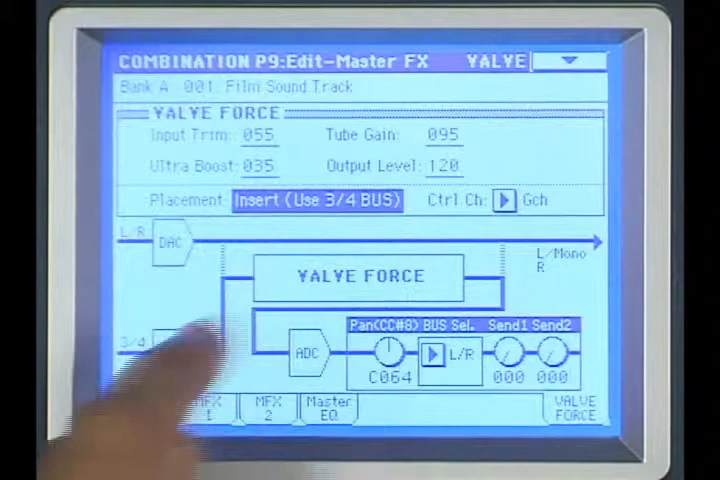 COMBINATION P9:Edit-Master FX VALVE
Bank A 001: Film Sound Track
VALVE FORCE
Input Trim: 055 Tube Gain: 095
Ultra Boost: 035 Output Level: 120
Placement: Insert (Use 3/4 BUS) Ctrl Ch: Gch
L/R DAC
L/Mono
R
VALVE FORCE
3/4
Pan(CC#8) BUS Sel. Send1 Send2
ADC L/R
C064 000 000
MFX
1
MFX
2
Master
EQ
VALVE
FORCE